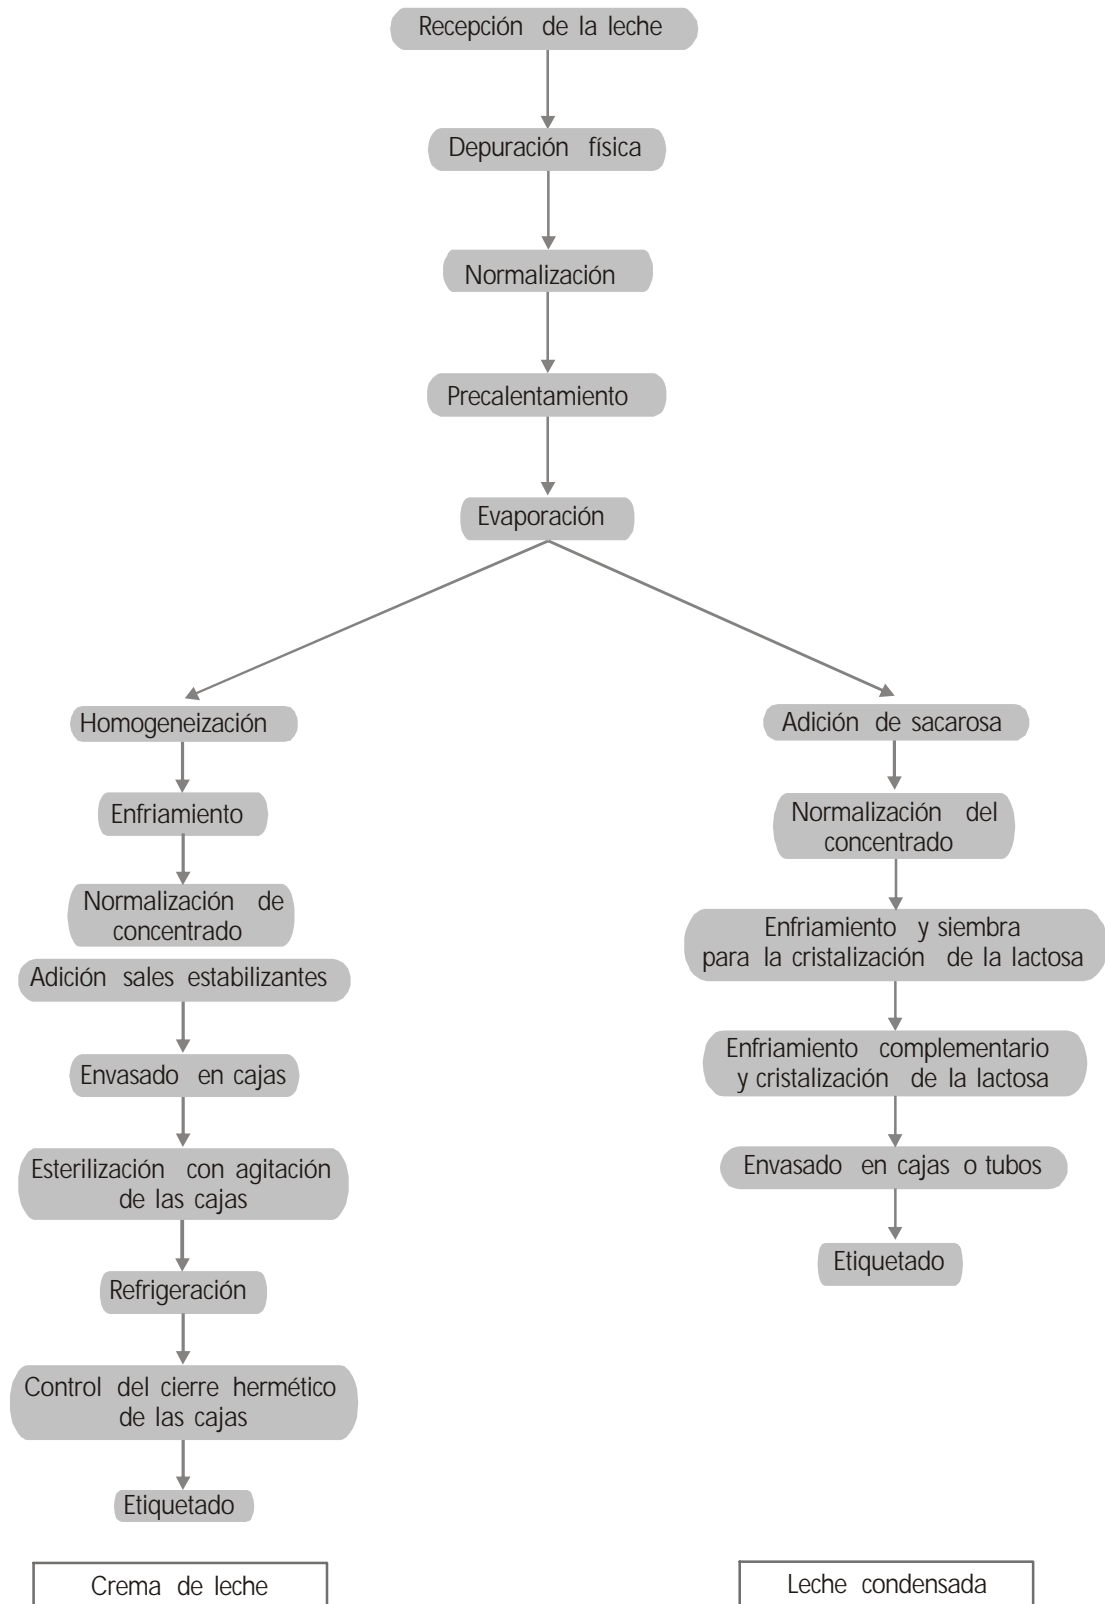 Recepción de la leche
Depuración física
Normalización
Precalentamiento
Evaporación
Homogeneización
Enfriamiento
Normalización de
concentrado
Adición sales estabilizantes
Envasado en cajas
Esterilización con agitación
de las cajas
Refrigeración
Control del cierre hermético
de las cajas
Etiquetado
Crema de leche
Adición de sacarosa
Normalización del
concentrado
Enfriamiento y siembra
para la cristalización de la lactosa
Enfriamiento complementario
y cristalización de la lactosa
Envasado en cajas o tubos
Etiquetado
Leche condensada